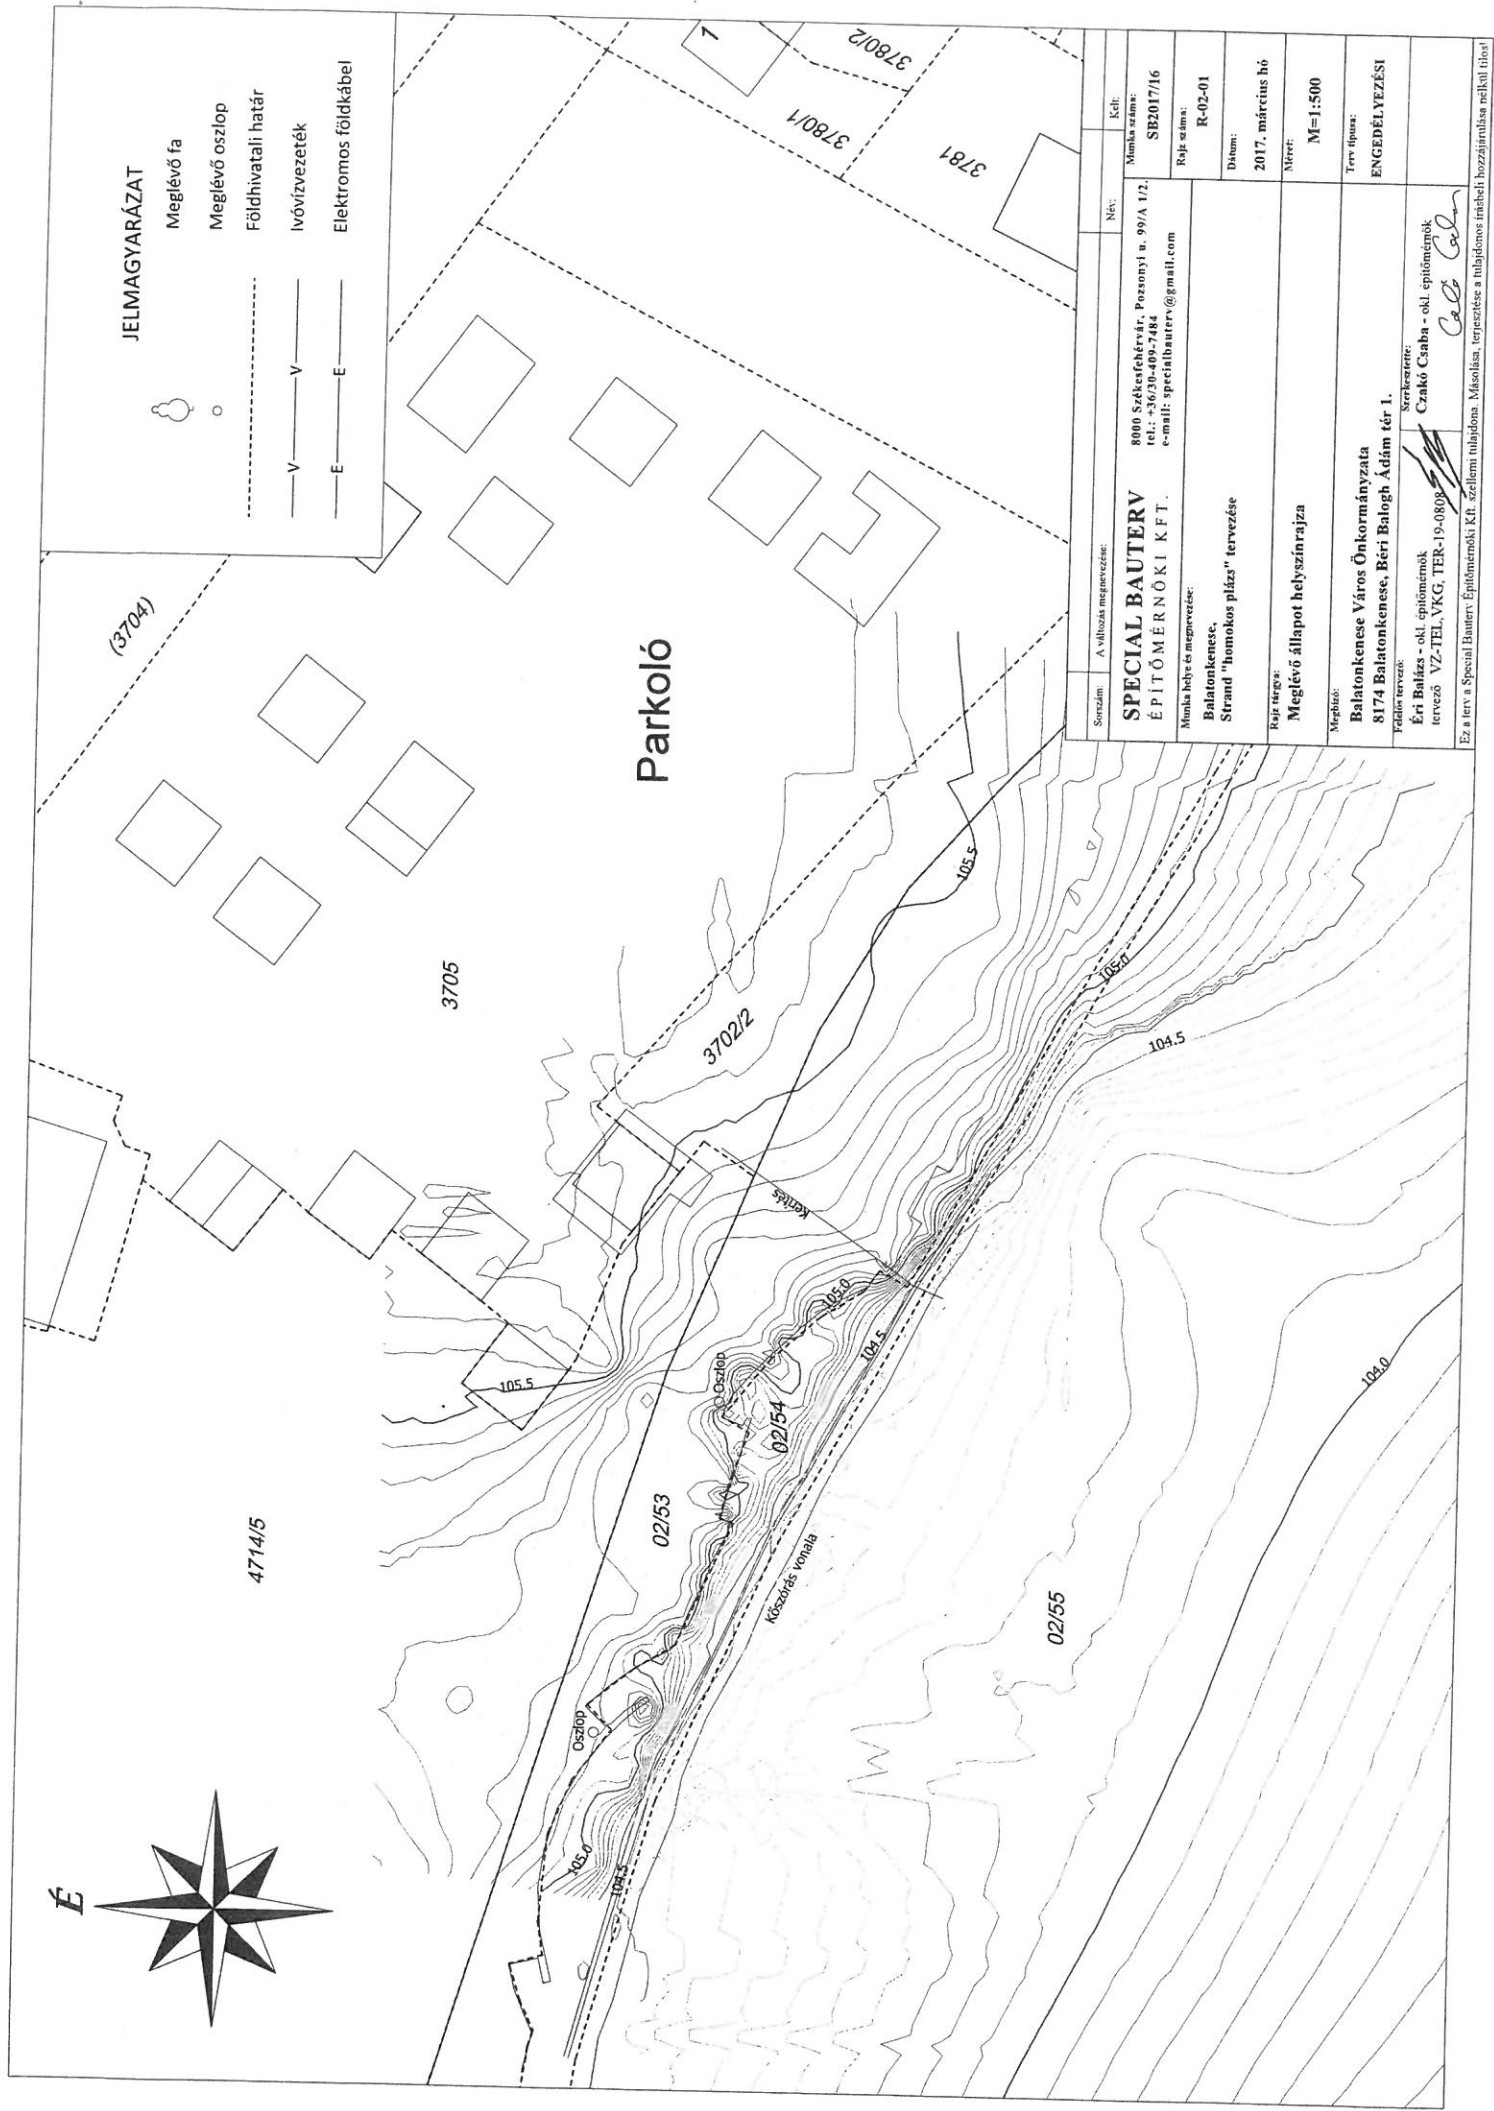 JELMAGYARÁZAT
Meglévő fa
Meglévő oszlop
Földhivatali határ
V V Ivóvízvezeték
E E Elektromos földkábel
É
(3704)
4714/5
3705
Parkoló
3702/2
1
3780/2
3780/1
3781
105.5
105.5
Kerítés
Oszlop
Oszlop
02/53
02/54
105.0
105.0
105.0
104.5
104.5
104.5
Kőszórás vonala
02/55
104.0
Sorszám: A változás megnevezése: Név: Kelt:
SPECIAL BAUTERV
ÉPÍTŐMÉRNÖKI KFT.
8000 Székesfehérvár, Pozsonyi u. 99/A 1/2.
tel.: +36/30-409-7484
e-mail: specialbauterv@gmail.com
Munka száma:
SB2017/16
Munka helye és megnevezése:
Balatonkenese,
Strand "homokos plázs" tervezése
Rajz száma:
R-02-01
Dátum:
2017. március hó
Rajz tárgya:
Meglévő állapot helyszínrajza
Méret:
M=1:500
Megbízó:
Balatonkenese Város Önkormányzata
8174 Balatonkenese, Béri Balogh Ádám tér 1.
Terv típusa:
ENGEDÉLYEZÉSI
Felelős tervező:
Éri Balázs - okl. építőmérnök
tervező VZ-TEL,VKG, TER-19-0808
Szerkesztette:
Czakó Csaba - okl. építőmérnök
Ez a terv a Special Bauterv Építőmérnöki Kft. szellemi tulajdona. Másolása, terjesztése a tulajdonos írásbeli hozzájárulása nélkül tilos!